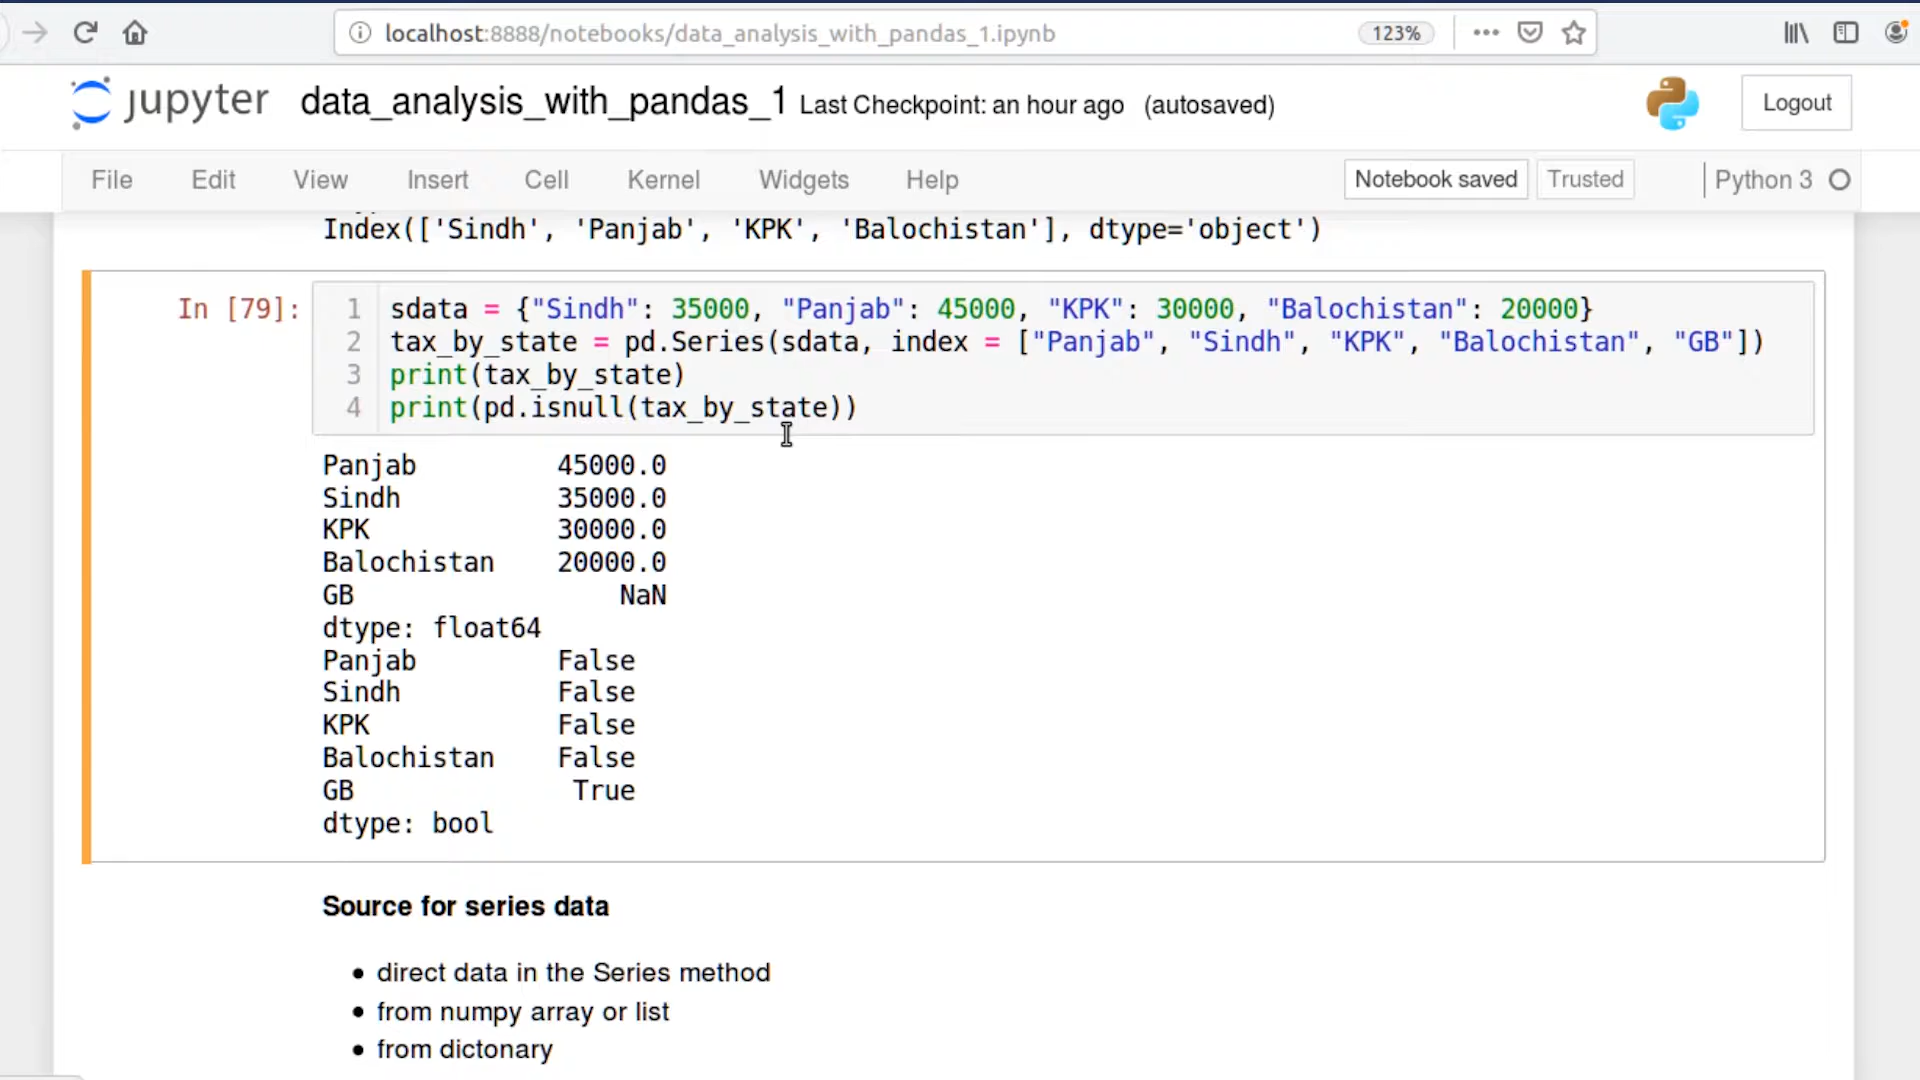 localhost:8888/notebooks/data_analysis_with_pandas_1.ipynb 123%
jupyter data_analysis_with_pandas_1 Last Checkpoint: an hour ago (autosaved) Logout
File Edit View Insert Cell Kernel Widgets Help Notebook saved Trusted Python 3
Index(['Sindh', 'Panjab', 'KPK', 'Balochistan'], dtype='object')
In [79]: 1 sdata = {"Sindh": 35000, "Panjab": 45000, "KPK": 30000, "Balochistan": 20000}
2 tax_by_state = pd.Series(sdata, index = ["Panjab", "Sindh", "KPK", "Balochistan", "GB"])
3 print(tax_by_state)
4 print(pd.isnull(tax_by_state))
Panjab 45000.0
Sindh 35000.0
KPK 30000.0
Balochistan 20000.0
GB NaN
dtype: float64
Panjab False
Sindh False
KPK False
Balochistan False
GB True
dtype: bool
Source for series data
• direct data in the Series method
• from numpy array or list
• from dictonary